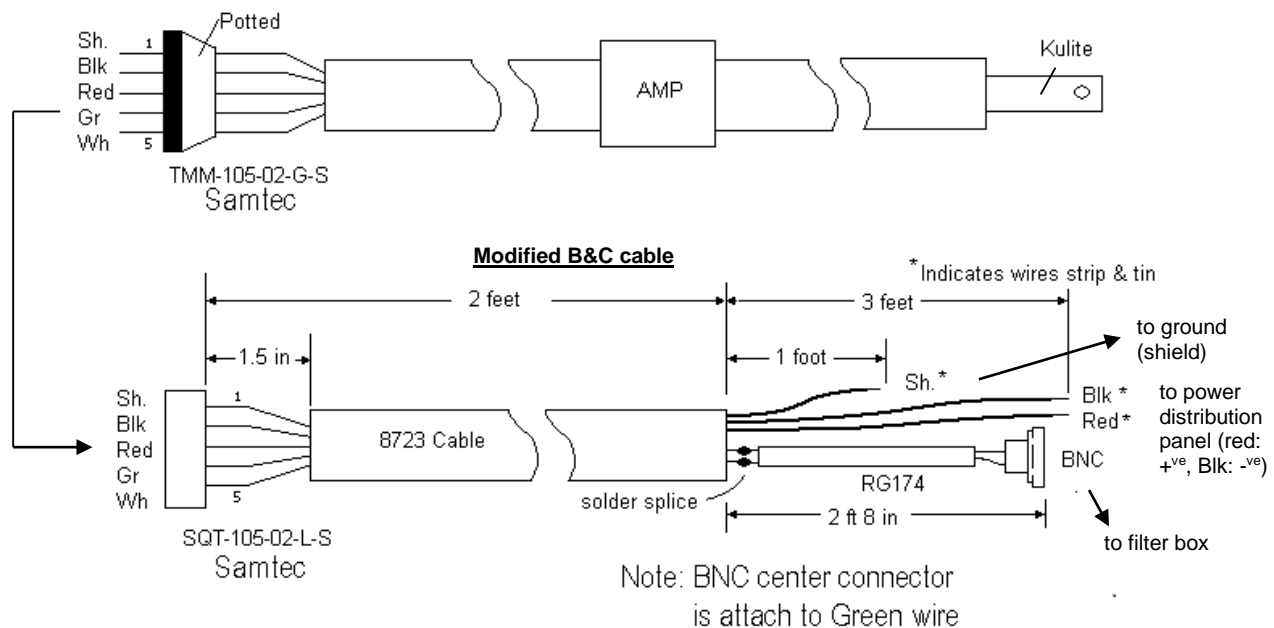 Potted
Sh. 1
Blk
Red
Gr
Wh 5
TMM-105-02-G-S
Samtec
AMP
Kulite
Modified B&C cable
*Indicates wires strip & tin
2 feet
3 feet
1.5 in
1 foot
to ground
(shield)
Sh.*
Blk *
Red*
to power
distribution
panel (red:
+ve, Blk: -ve)
Sh. 1
Blk
Red
Gr
Wh 5
8723 Cable
BNC
solder splice
RG174
2 ft 8 in
to filter box
SQT-105-02-L-S
Samtec
Note: BNC center connector
is attach to Green wire